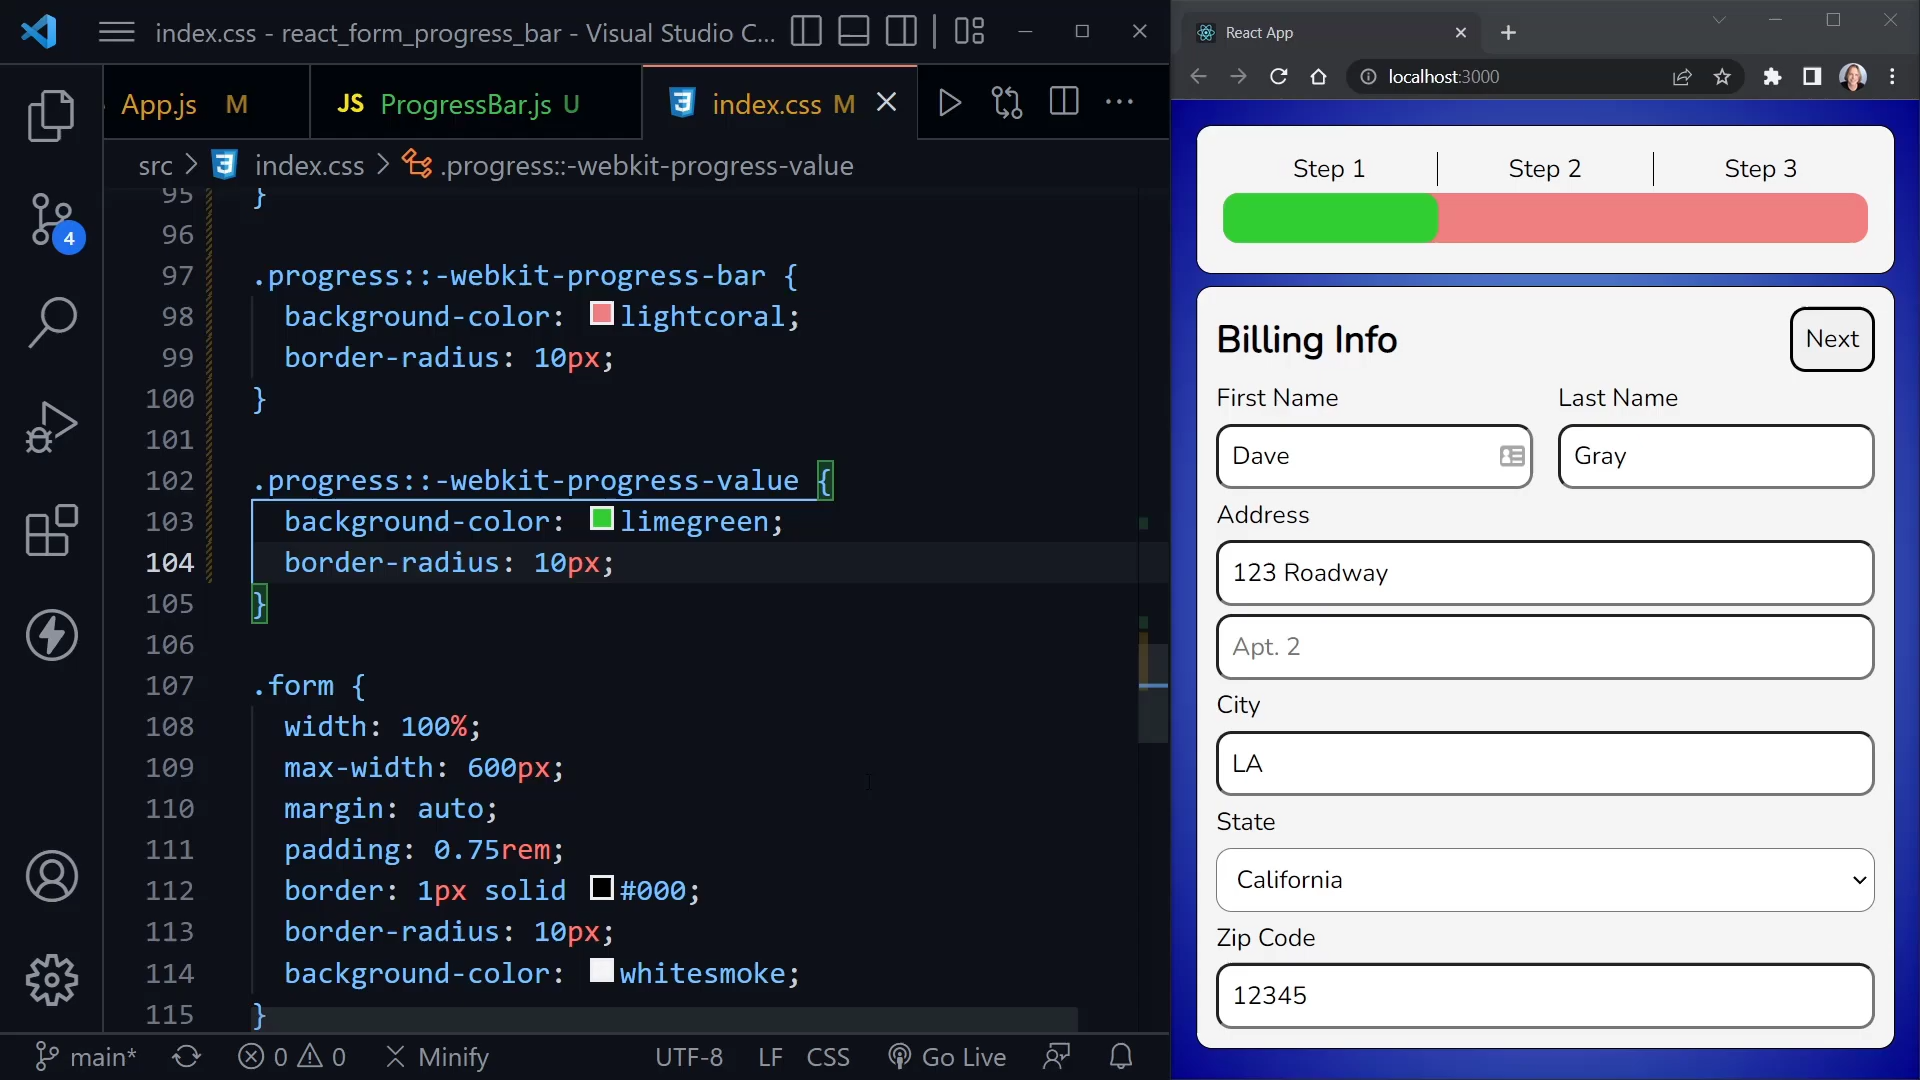 index.css - react_form_progress_bar - Visual Studio C...
App.js M
JS ProgressBar.js U
index.css M
src > index.css > .progress::-webkit-progress-value
95 }
96
97 .progress::-webkit-progress-bar {
98 background-color: lightcoral;
99 border-radius: 10px;
100 }
101
102 .progress::-webkit-progress-value {
103 background-color: limegreen;
104 border-radius: 10px;
105 }
106
107 .form {
108 width: 100%;
109 max-width: 600px;
110 margin: auto;
111 padding: 0.75rem;
112 border: 1px solid #000;
113 border-radius: 10px;
114 background-color: whitesmoke;
115 }
4
main* 0 0 Minify UTF-8 LF CSS Go Live
React App
localhost:3000
Step 1 Step 2 Step 3
Billing Info
Next
First Name Last Name
Dave Gray
Address
123 Roadway
Apt. 2
City
LA
State
California
Zip Code
12345